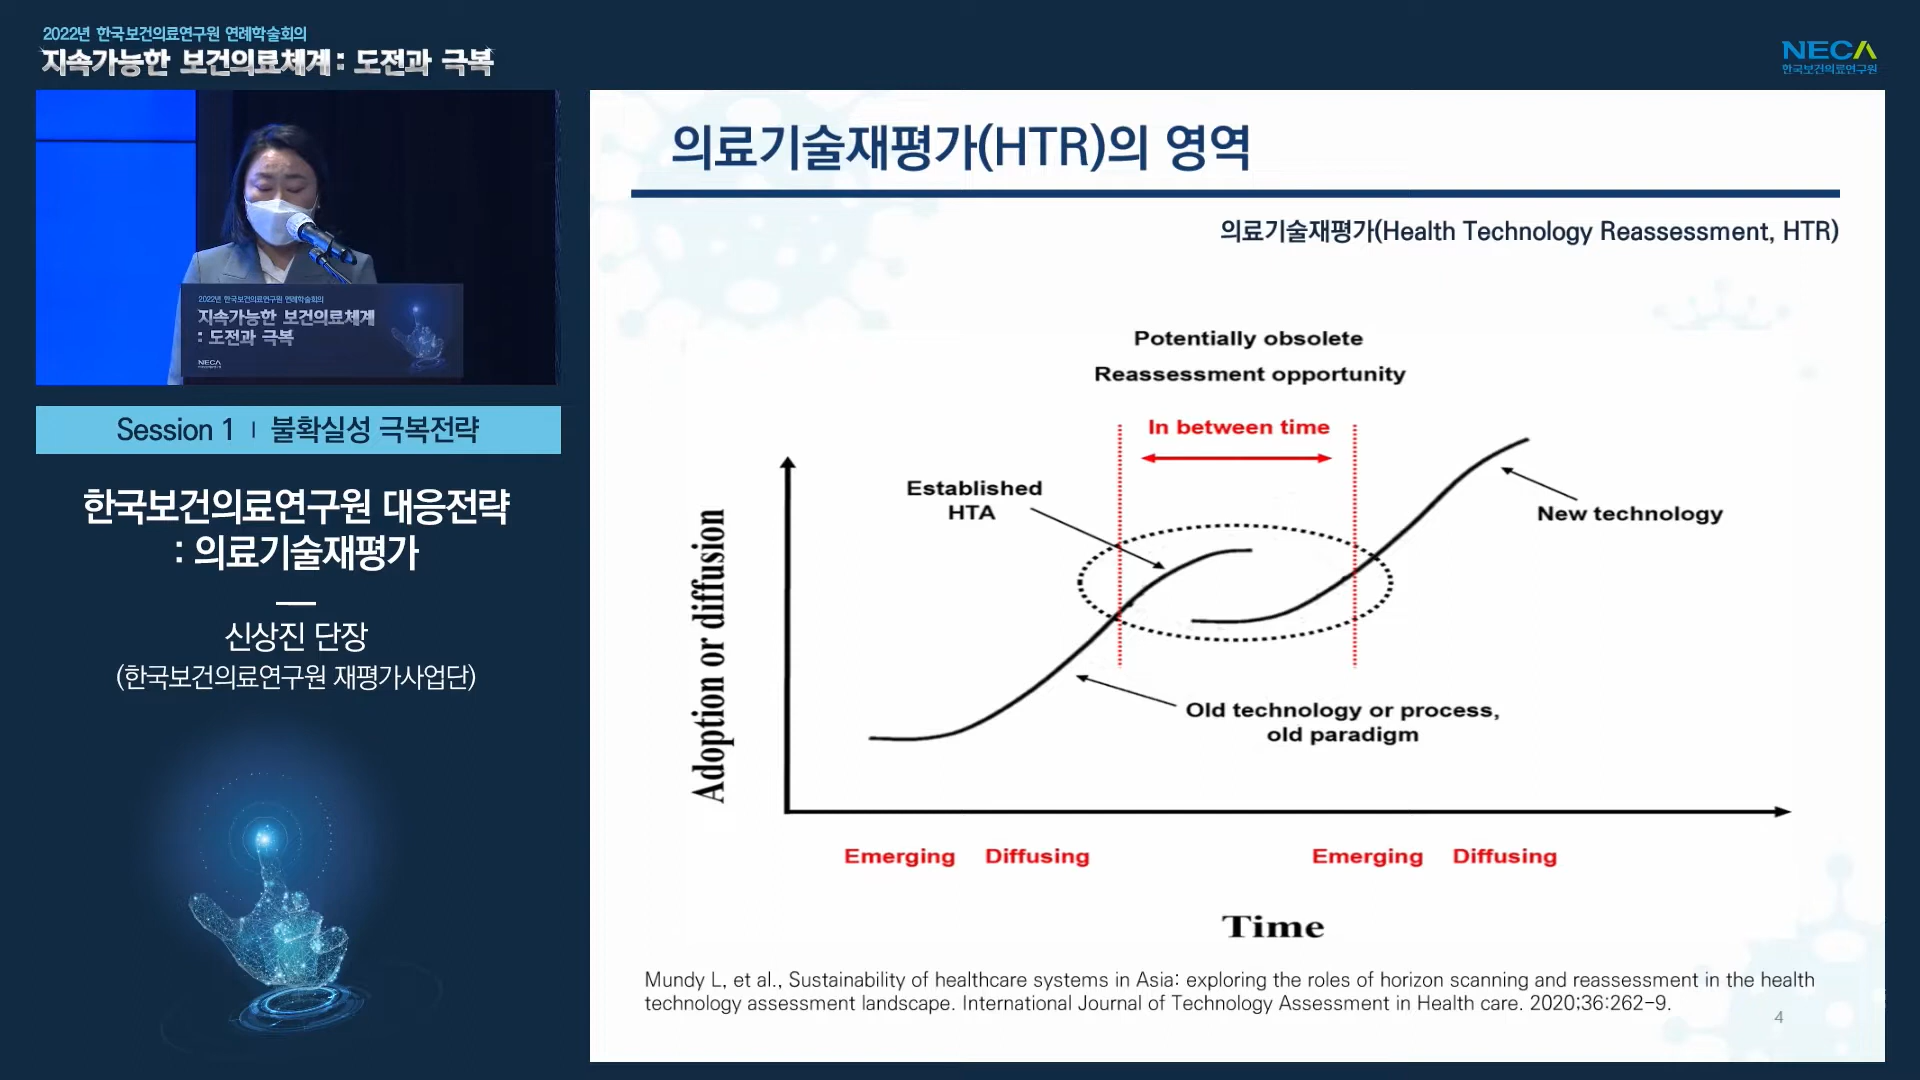 2022년 한국보건의료연구원 연례학술회의
지속가능한 보건의료체계 : 도전과 극복
NECA
한국보건의료연구원
2022년 한국보건의료연구원 연례학술회의
지속가능한 보건의료체계
: 도전과 극복
NECA
Session 1 | 불확실성 극복전략
한국보건의료연구원 대응전략
: 의료기술재평가
신상진 단장
(한국보건의료연구원 재평가사업단)
의료기술재평가(HTR)의 영역
의료기술재평가(Health Technology Reassessment, HTR)
Potentially obsolete
Reassessment opportunity
In between time
Established
HTA
New technology
Adoption or diffusion
Old technology or process,
old paradigm
Emerging Diffusing Emerging Diffusing
Time
Mundy L, et al., Sustainability of healthcare systems in Asia: exploring the roles of horizon scanning and reassessment in the health
technology assessment landscape. International Journal of Technology Assessment in Health care. 2020;36:262-9.
4